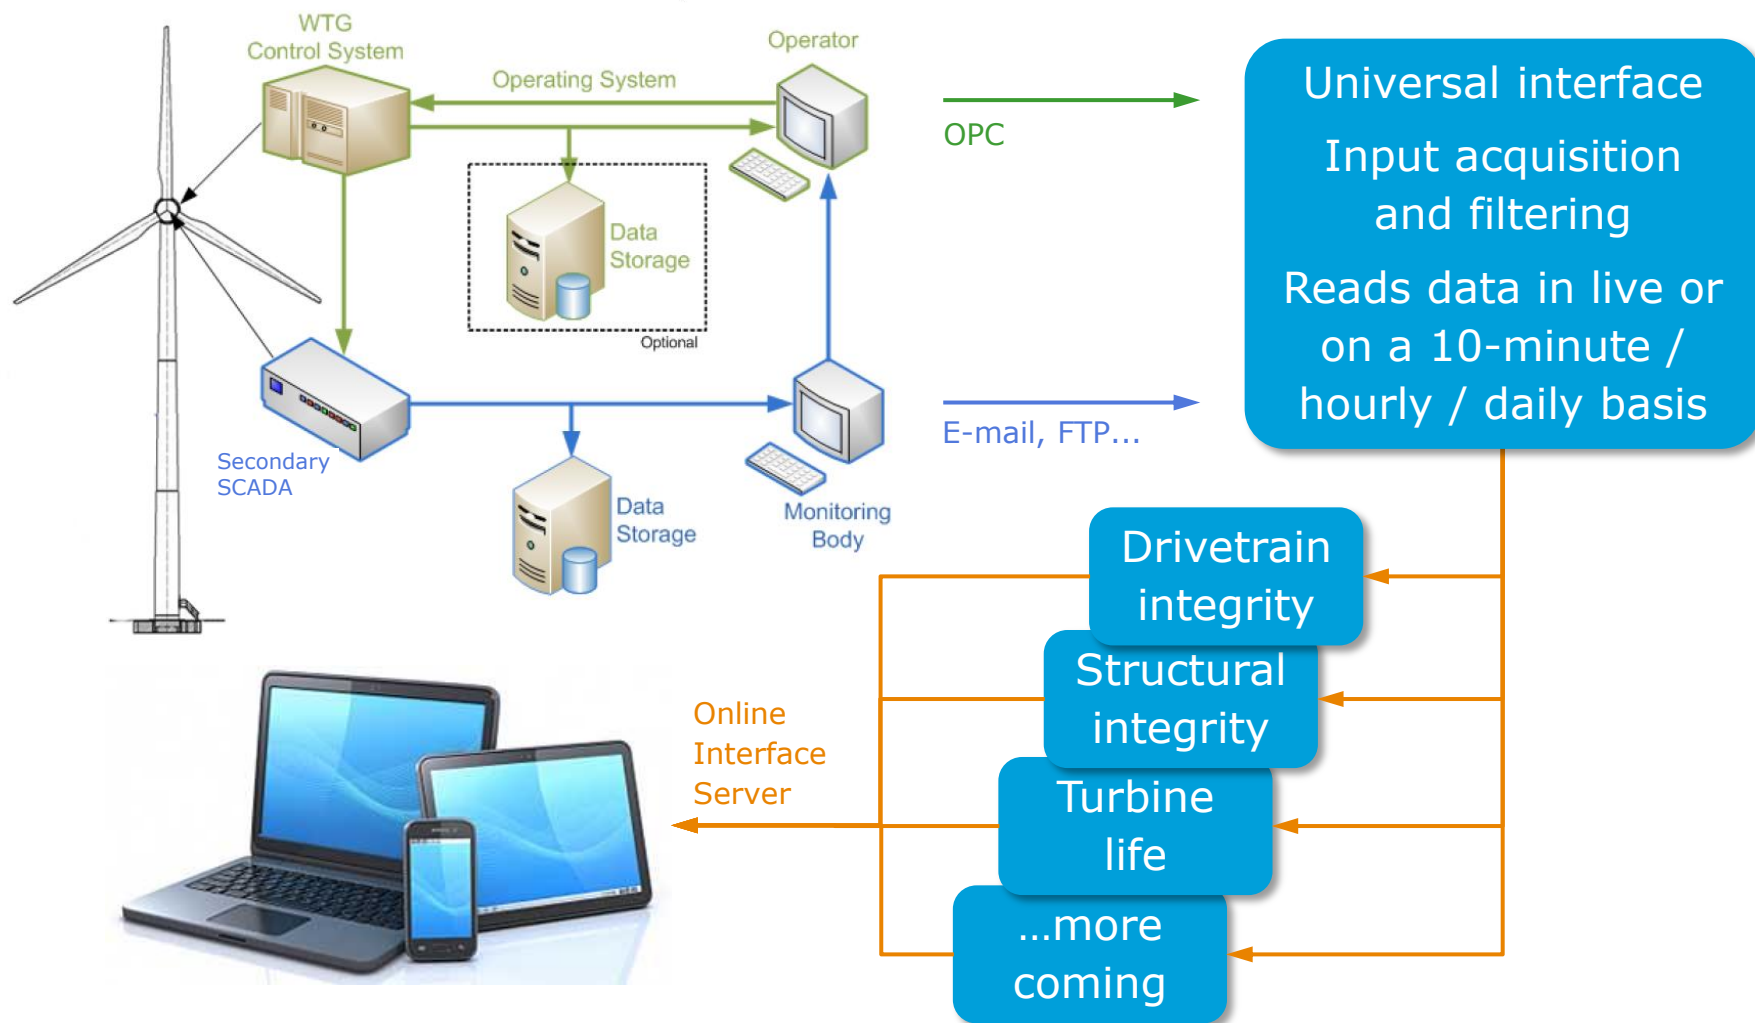 WTG
Control System
Operating System
Operator
Data
Storage
Optional
Secondary
SCADA
Data
Storage
Monitoring
Body
OPC
E-mail, FTP...
Universal interface
Input acquisition
and filtering
Reads data in live or
on a 10-minute /
hourly / daily basis
Drivetrain
integrity
Structural
integrity
Turbine
life
...more
coming
Online
Interface
Server